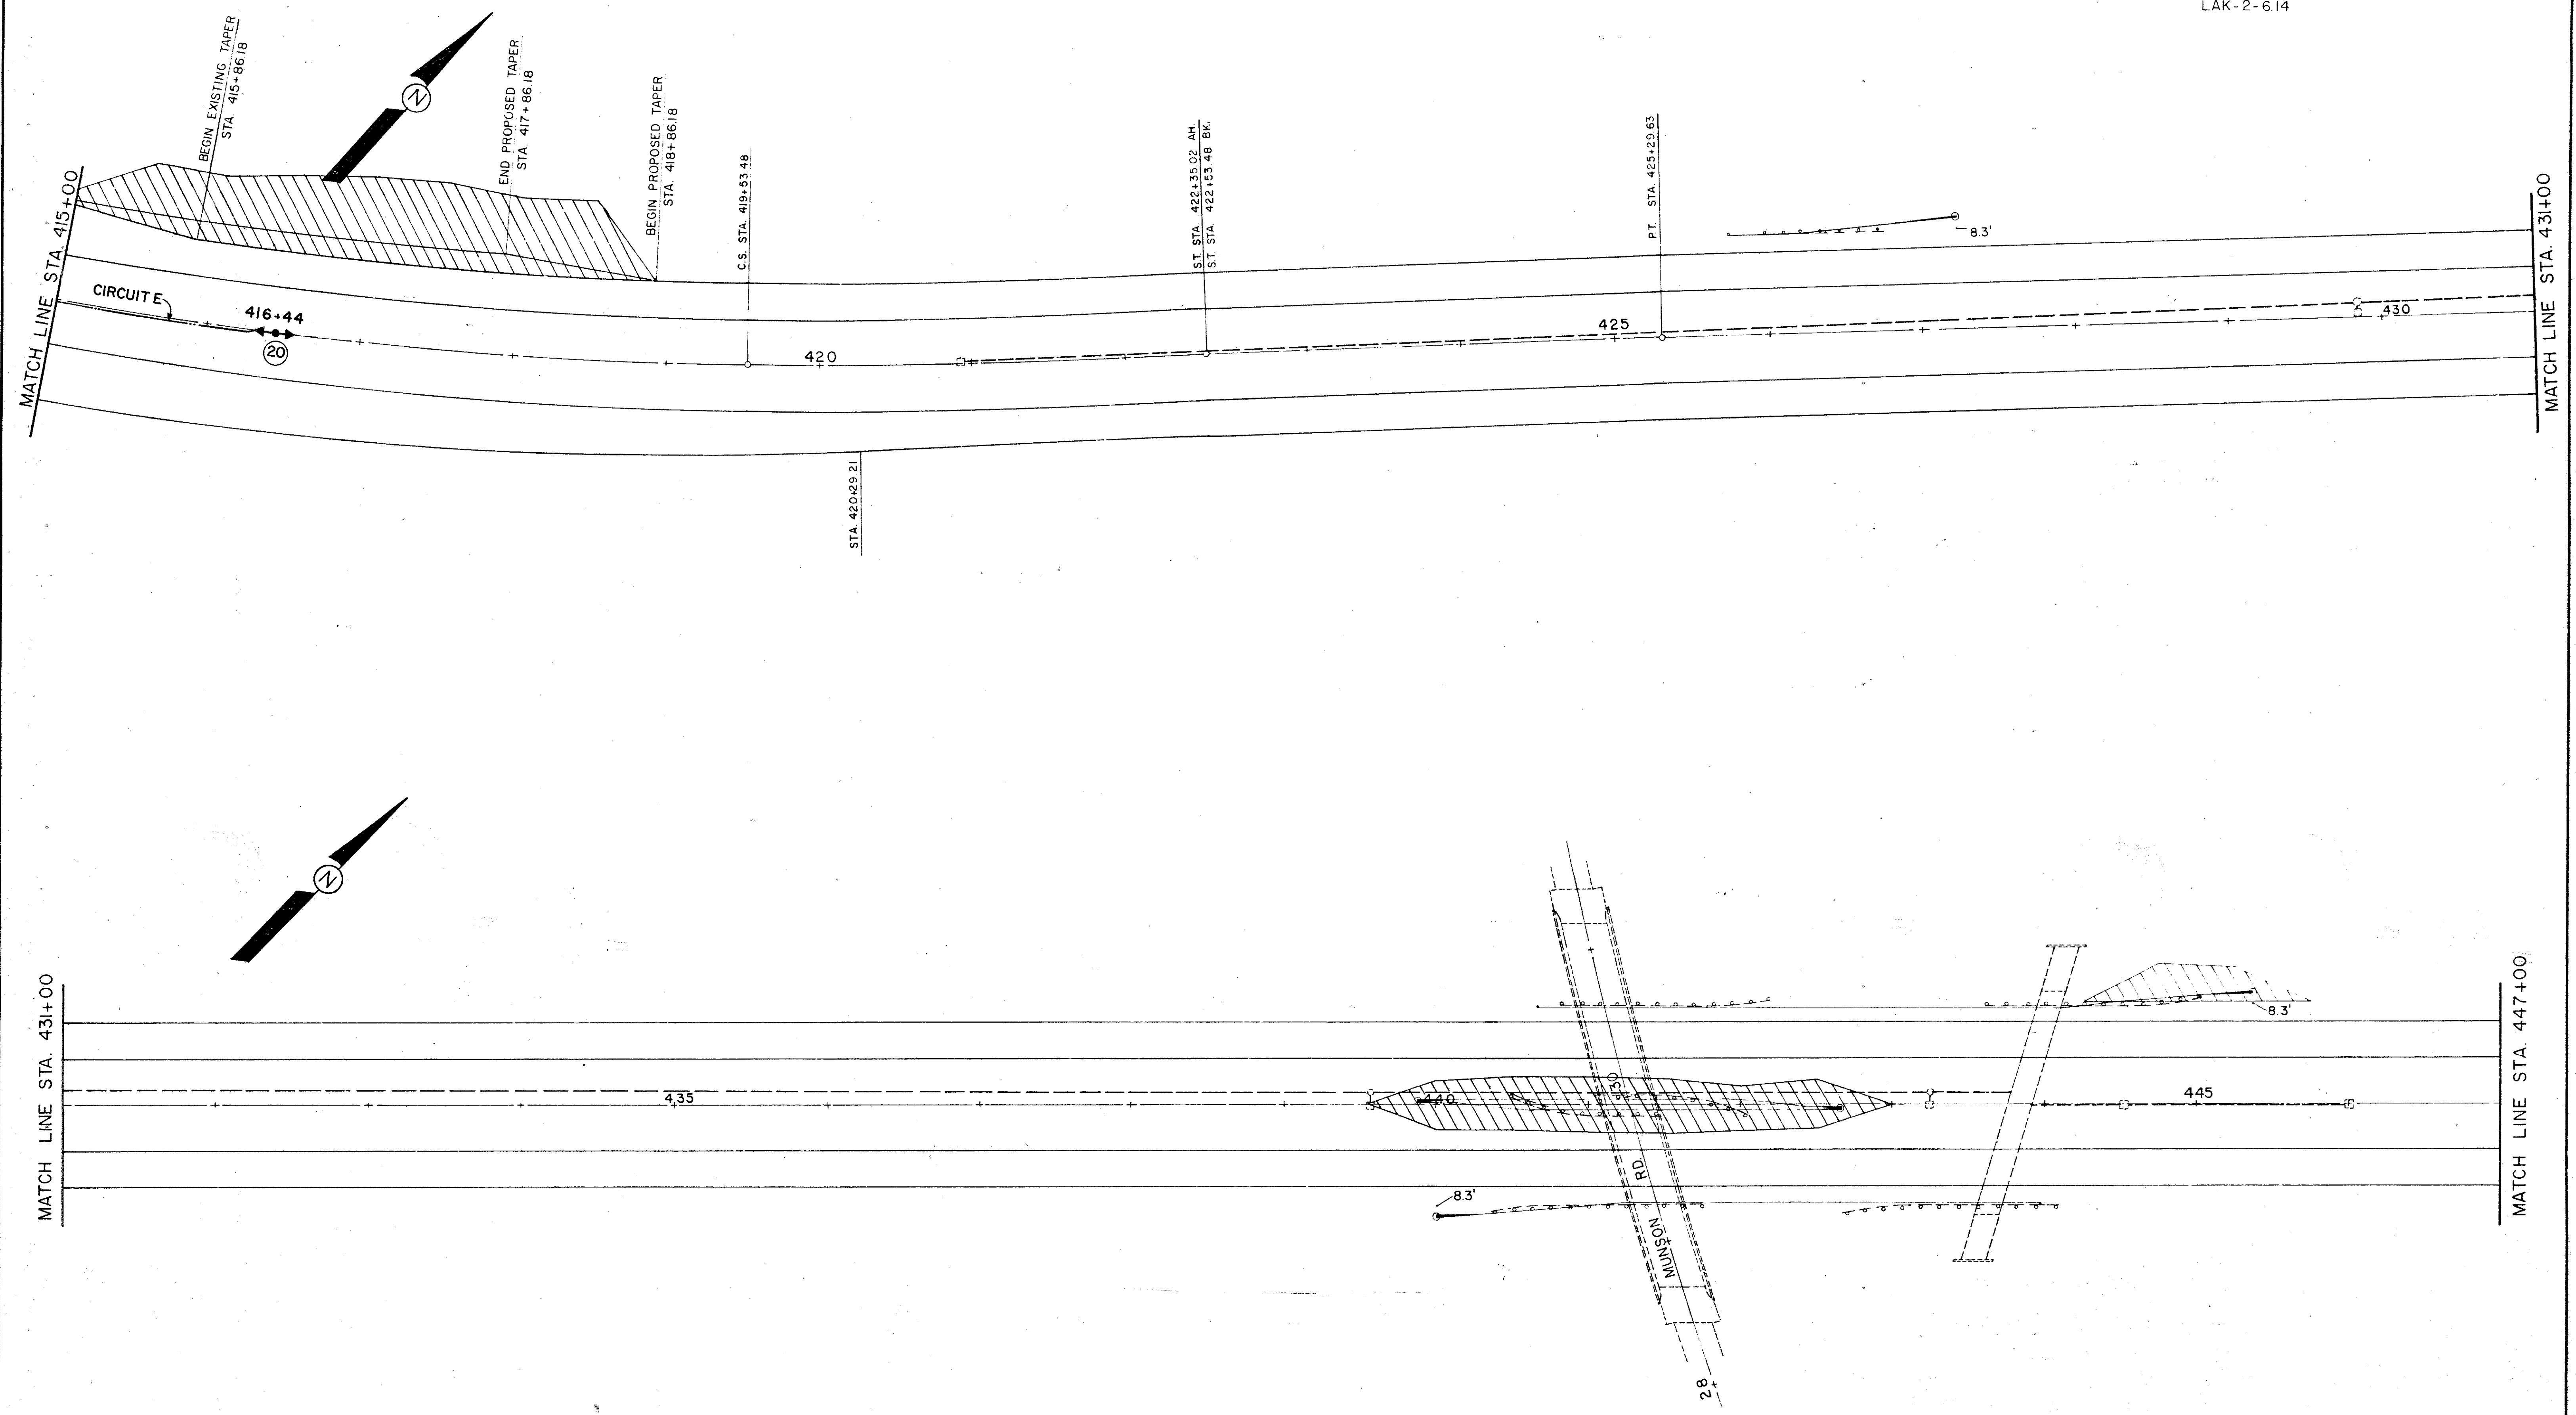 LAK-2-6.14
BEGIN EXISTING TAPER
STA. 415+86.18
N
END PROPOSED TAPER
STA. 417+86.18
BEGIN PROPOSED TAPER
STA. 418+86.18
C.S. STA. 419+53.48
S.T. STA. 422+35.02 AH.
S.T. STA. 422+53.48 BK.
P.T. STA. 425+29.63
8.3'
MATCH LINE STA. 415+00
CIRCUIT E
416+44
20
420
425
430
MATCH LINE STA. 431+00
STA. 420+29.21
N
MATCH LINE STA. 431+00
435
440
30
445
8.3'
8.3'
MUNSON RD.
28
MATCH LINE STA. 447+00